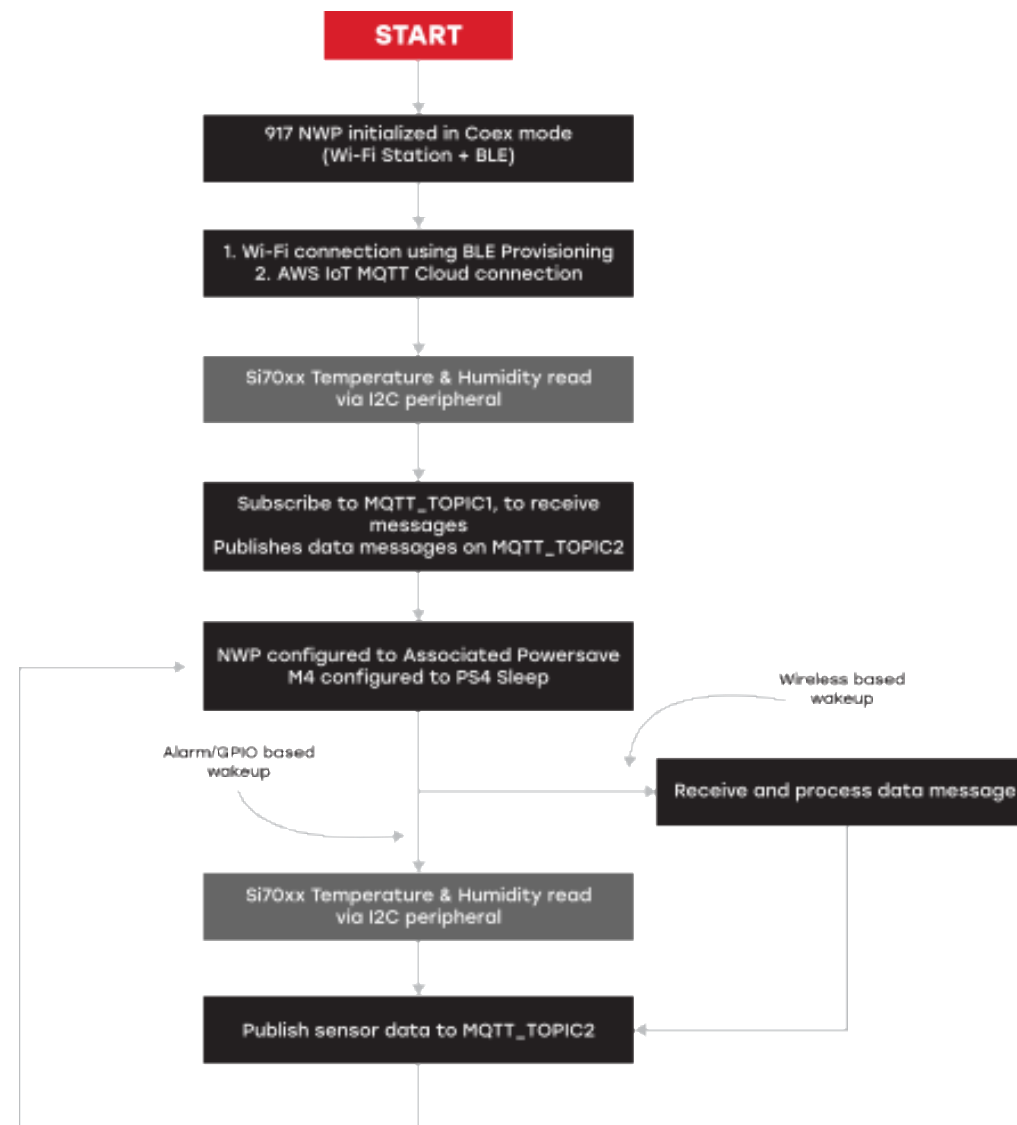 START
917 NWP initialized in Coex mode
(Wi-Fi Station + BLE)
1. Wi-Fi connection using BLE Provisioning
2. AWS IoT MQTT Cloud connection
Si70xx Temperature & Humidity read
via I2C peripheral
Subscribe to MQTT_TOPIC1, to receive
messages
Publishes data messages on MQTT_TOPIC2
NWP configured to Associated Powersave
M4 configured to PS4 Sleep
Wireless based
wakeup
Alarm/GPIO based
wakeup
Receive and process data message
Si70xx Temperature & Humidity read
via I2C peripheral
Publish sensor data to MQTT_TOPIC2